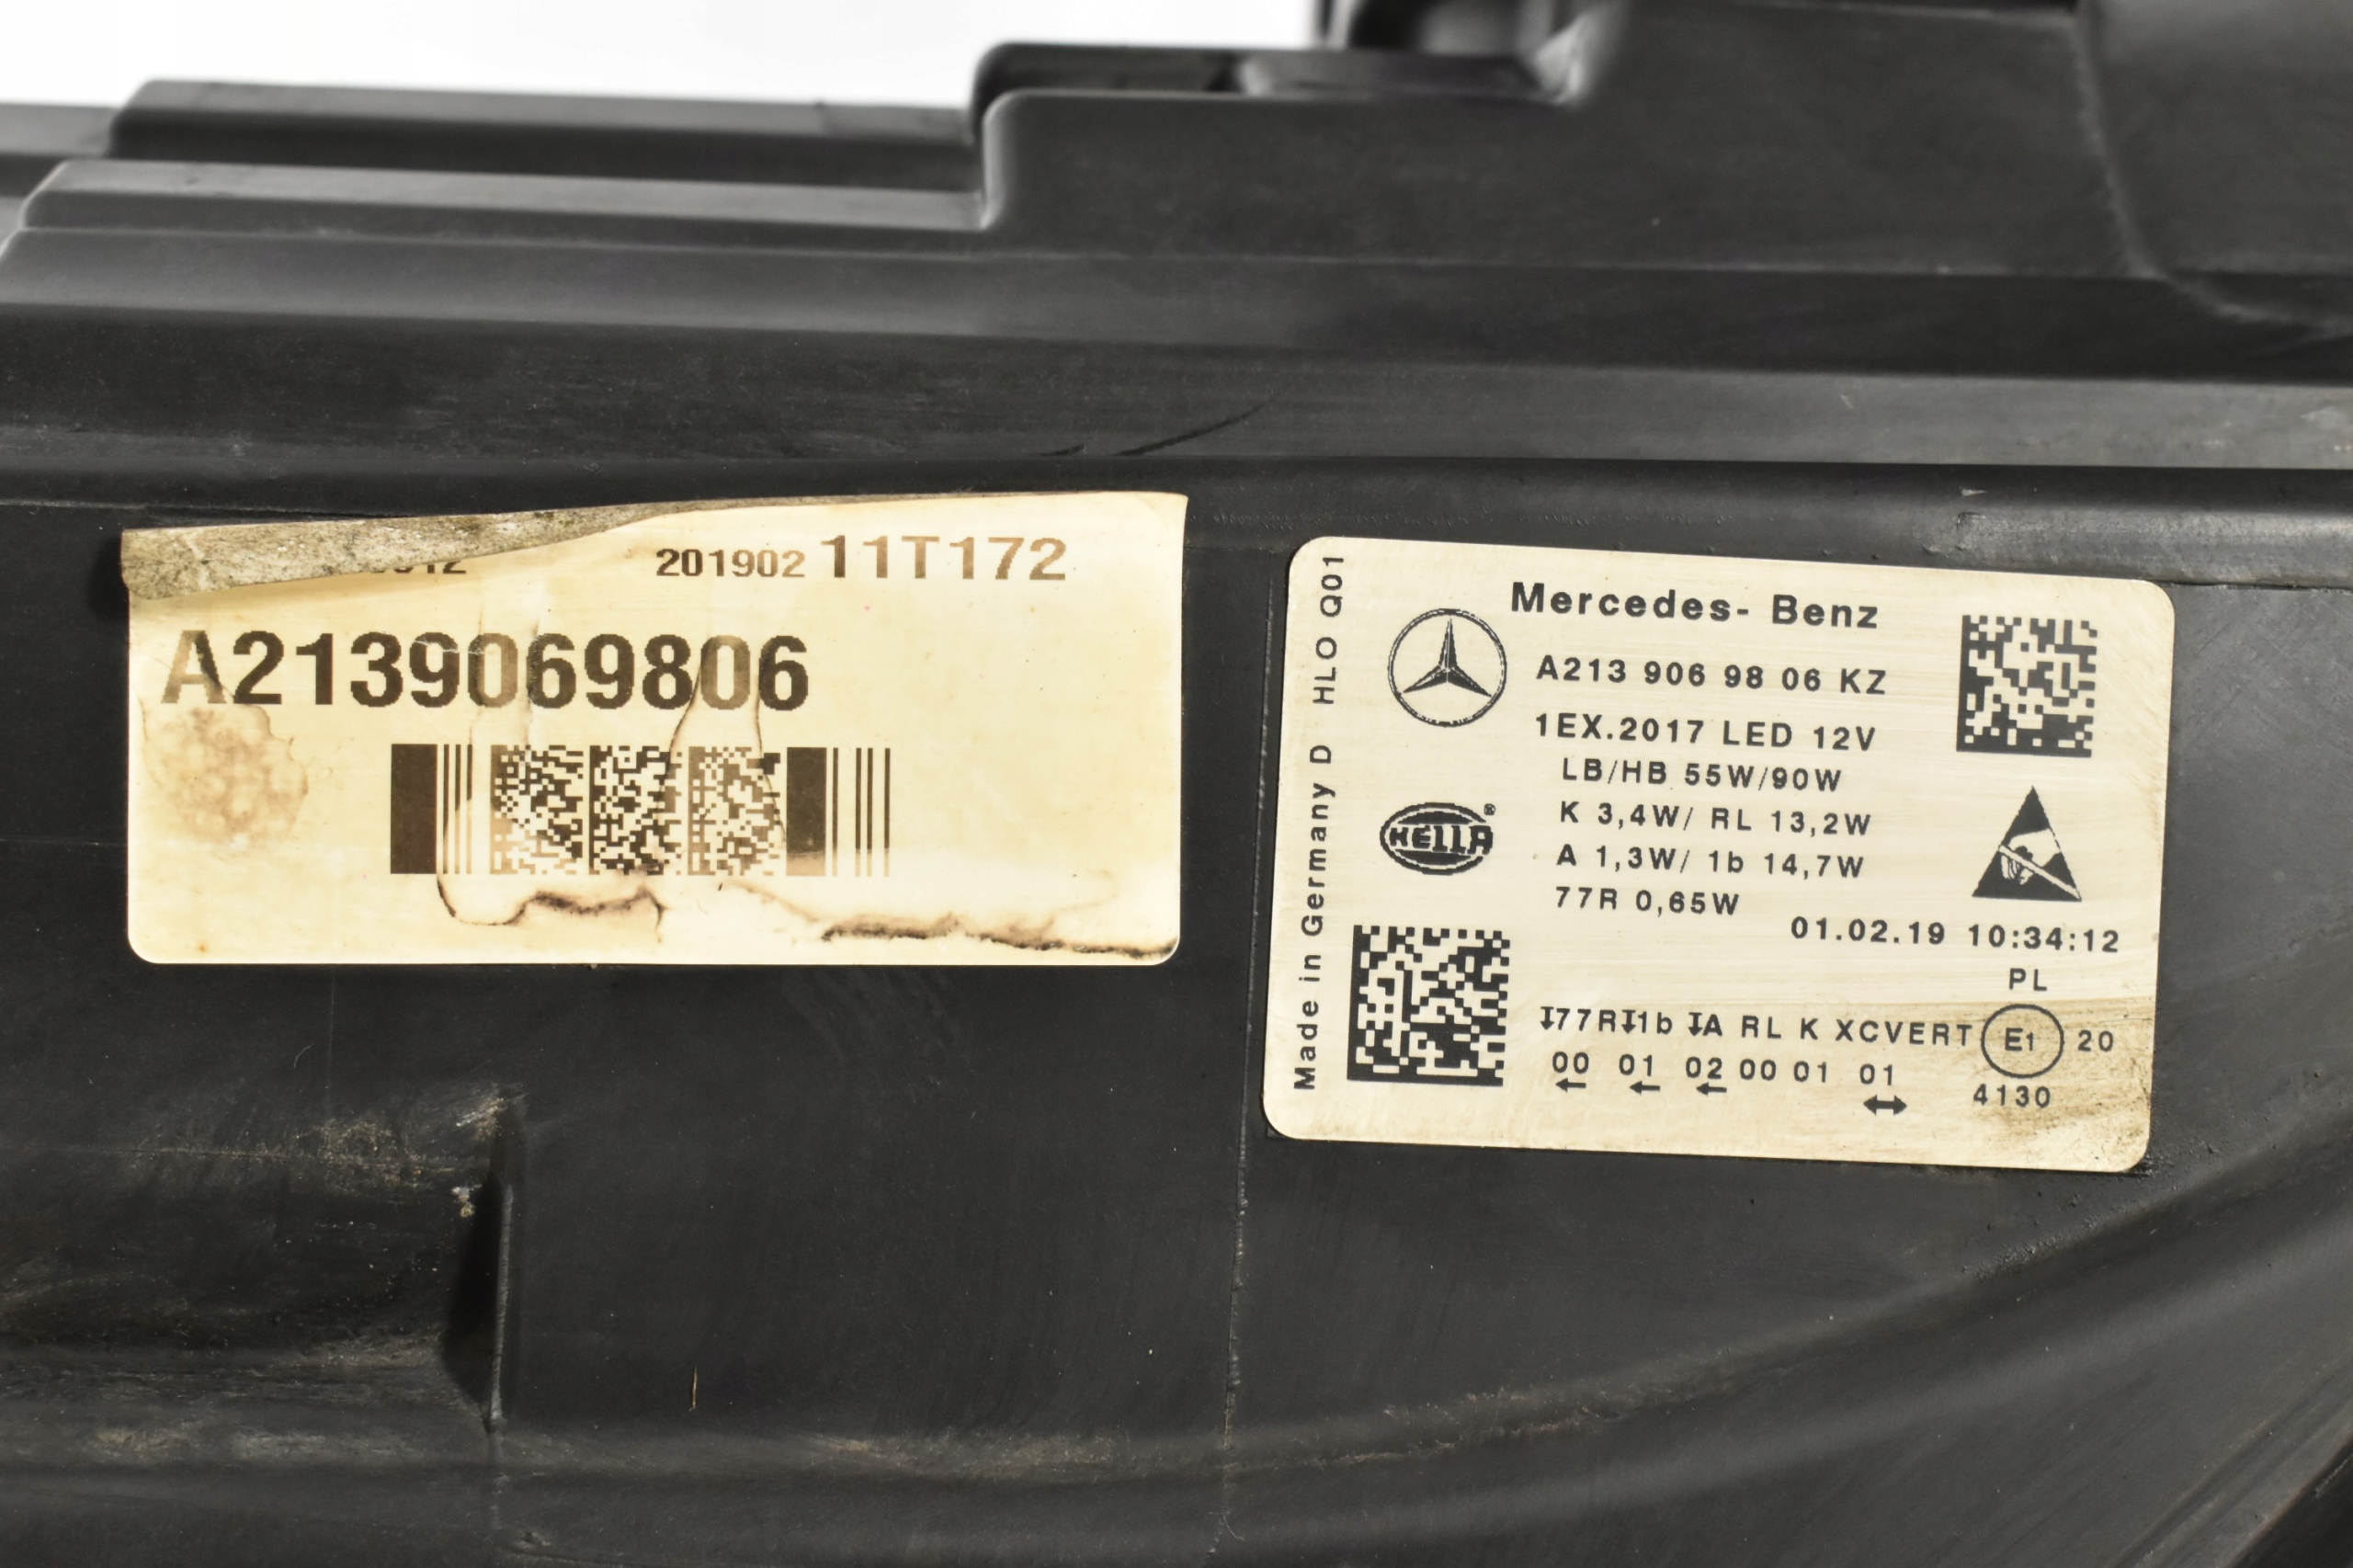 201902 11T172
A2139069806
Made in Germany D HLO Q01
Mercedes- Benz
A213 906 98 06 KZ
1EX.2017 LED 12V
LB/HB 55W/90W
K 3,4W/ RL 13,2W
A 1,3W/ 1b 14,7W
77R 0,65W
HELLA®
01.02.19 10:34:12
PL
77R 1b A RL K XCVERT E1 20
00 01 02 00 01 01
4130